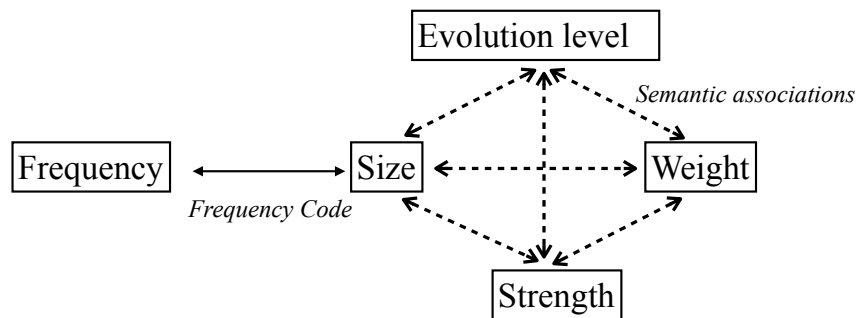 Evolution level
Semantic associations
Frequency
Size
Weight
Frequency Code
Strength